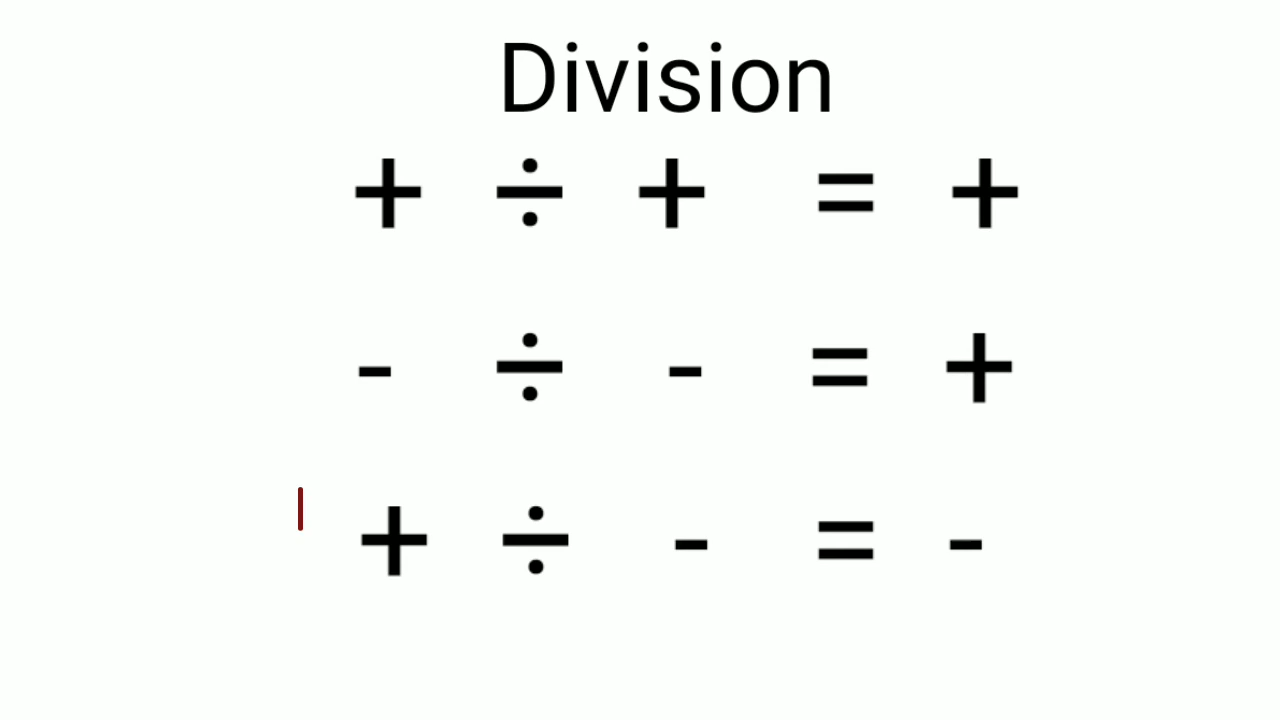 Division
+ ÷ + = +
- ÷ - = +
+ ÷ - = -